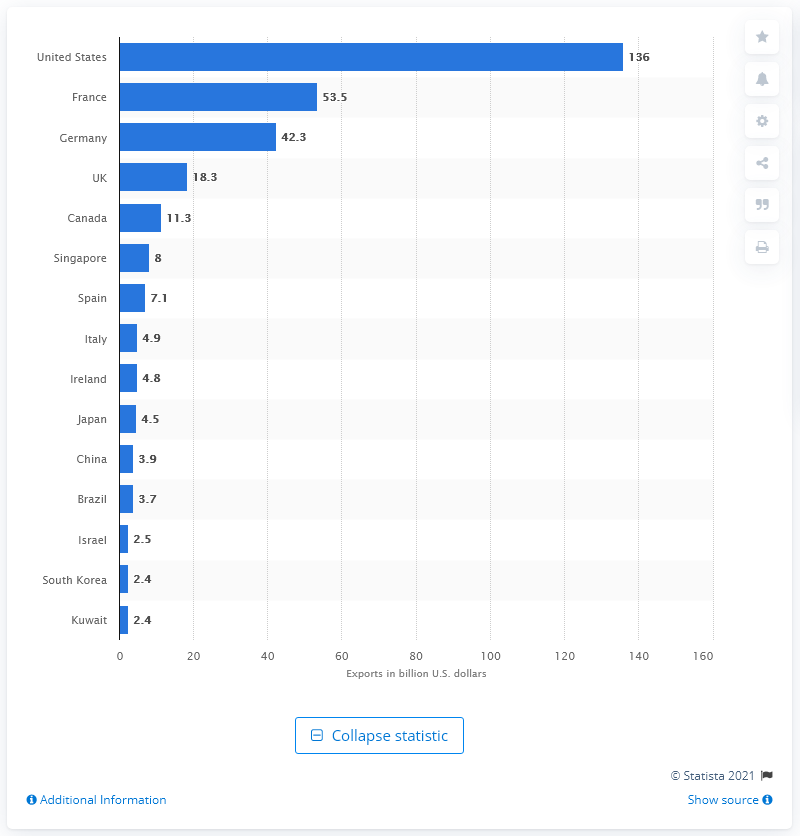 United States 136
France 53.5
Germany 42.3
UK 18.3
Canada 11.3
Singapore 8
Spain 7.1
Italy 4.9
Ireland 4.8
Japan 4.5
China 3.9
Brazil 3.7
Israel 2.5
South Korea 2.4
Kuwait 2.4
0 20 40 60 80 100 120 140 160
Exports in billion U.S. dollars
Collapse statistic
© Statista 2021
Additional Information Show source